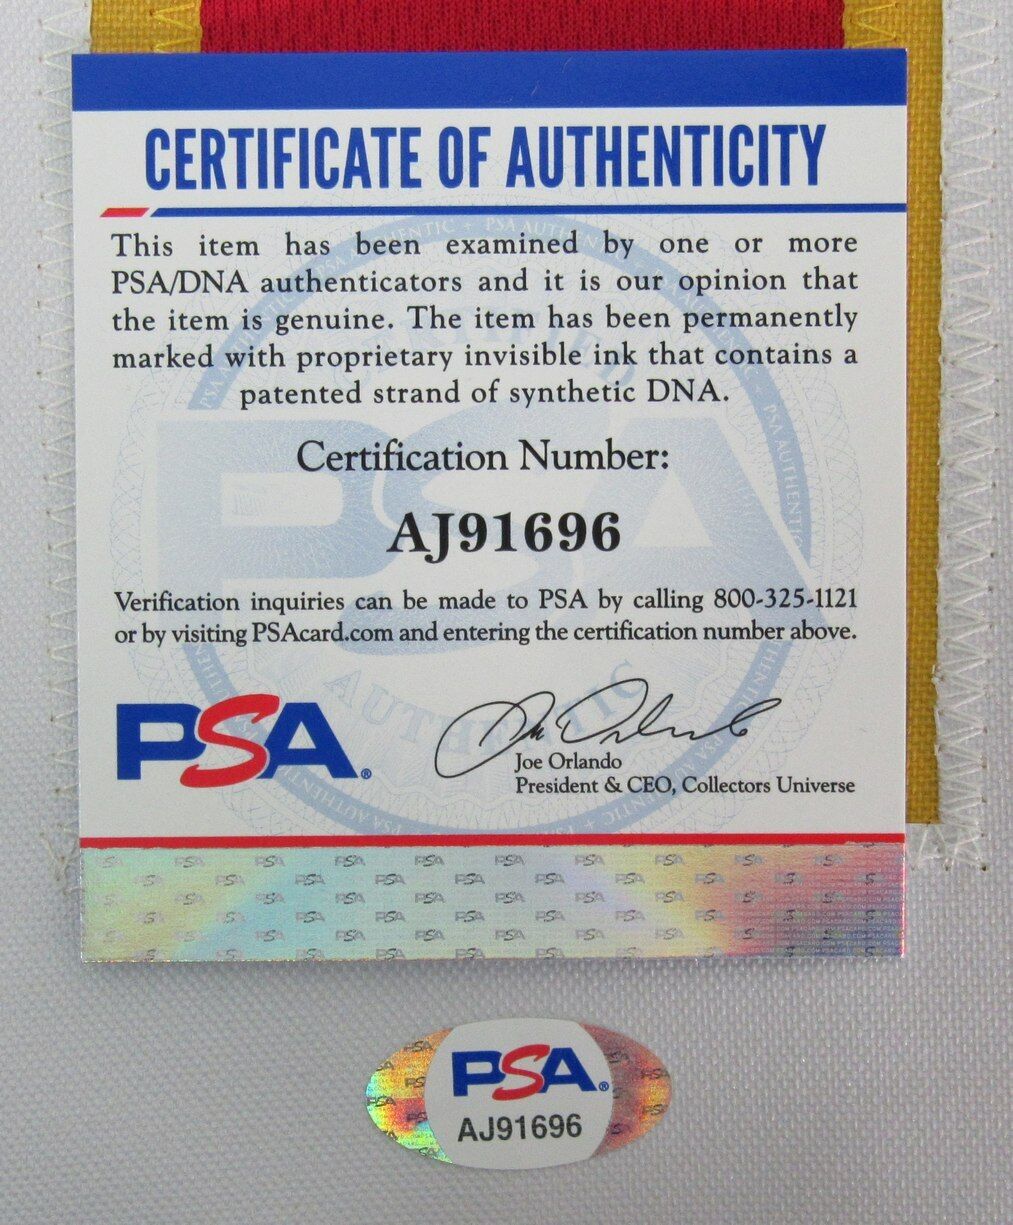 CERTIFICATE OF AUTHENTICITY
This item has been examined by one or more
PSA/DNA authenticators and it is our opinion that
the item is genuine. The item has been permanently
marked with proprietary invisible ink that contains a
patented strand of synthetic DNA.
Certification Number:
AJ91696
Verification inquiries can be made to PSA by calling 800-325-1121
or by visiting PSAcard.com and entering the certification number above.
PSA®
Joe Orlando
President & CEO, Collectors Universe
PSA®
AJ91696